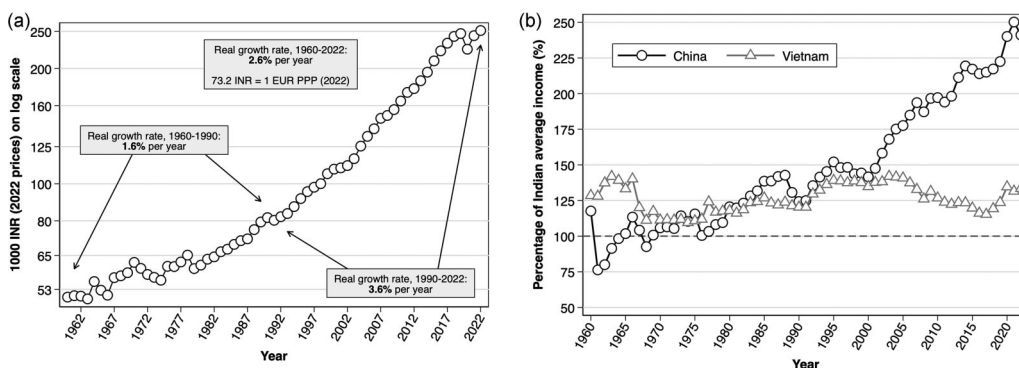 (a)
250
200
160
125
100
80
65
53
1000 INR (2022 prices) on log scale
Real growth rate, 1960-2022:
2.6% per year
73.2 INR = 1 EUR PPP (2022)
Real growth rate, 1960-1990:
1.6% per year
Real growth rate, 1990-2022:
3.6% per year
1962
1967
1972
1977
1982
1987
1992
1997
2002
2007
2012
2017
2022
Year
(b)
250
225
200
175
150
125
100
75
50
Percentage of Indian average income (%)
China
Vietnam
1960
1965
1970
1975
1980
1985
1990
1995
2000
2005
2010
2015
2020
Year